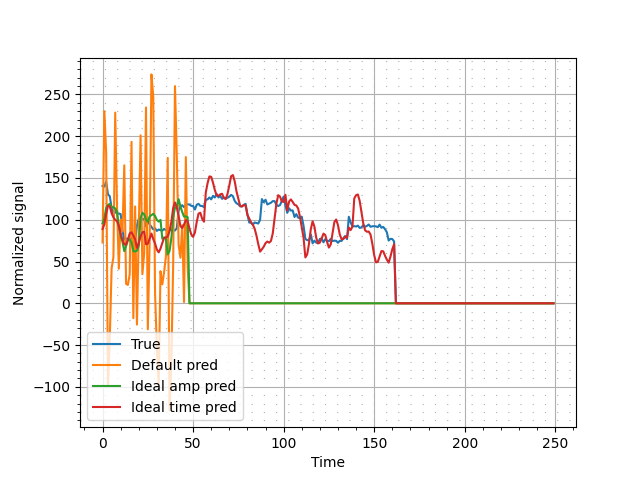 Normalized signal
250
200
150
100
50
0
−50
−100
True
Default pred
Ideal amp pred
Ideal time pred
0 50 100 150 200 250
Time